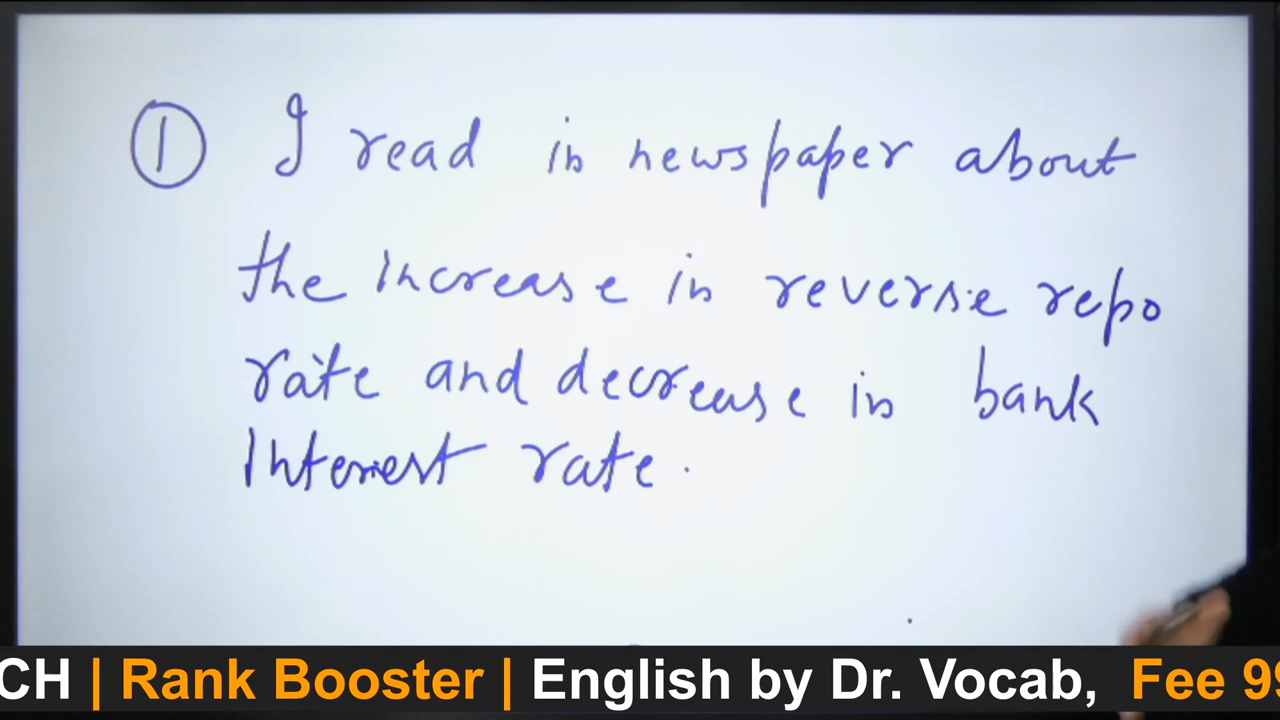 ① I read in newspaper about
the increase in reverse repo
rate and decrease in bank
interest rate.
CH | Rank Booster | English by Dr. Vocab, Fee 99